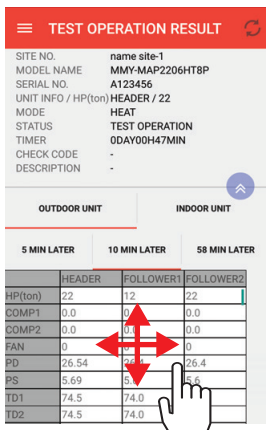 TEST OPERATION RESULT
SITE NO. name site-1
MODEL NAME MMY-MAP2206HT8P
SERIAL NO. A123456
UNIT INFO / HP(ton) HEADER / 22
MODE HEAT
STATUS TEST OPERATION
TIMER 0DAY00H47MIN
CHECK CODE -
DESCRIPTION -
OUTDOOR UNIT INDOOR UNIT
5 MIN LATER 10 MIN LATER 58 MIN LATER
HEADER FOLLOWER1 FOLLOWER2
HP(ton) 22 12 22
COMP1 0.0 0.0 0.0
COMP2 0.0 0.0
FAN 0 0
PD 26.54 26.4
PS 5.69 5.6
TD1 74.5 74.0
TD2 74.5 74.0